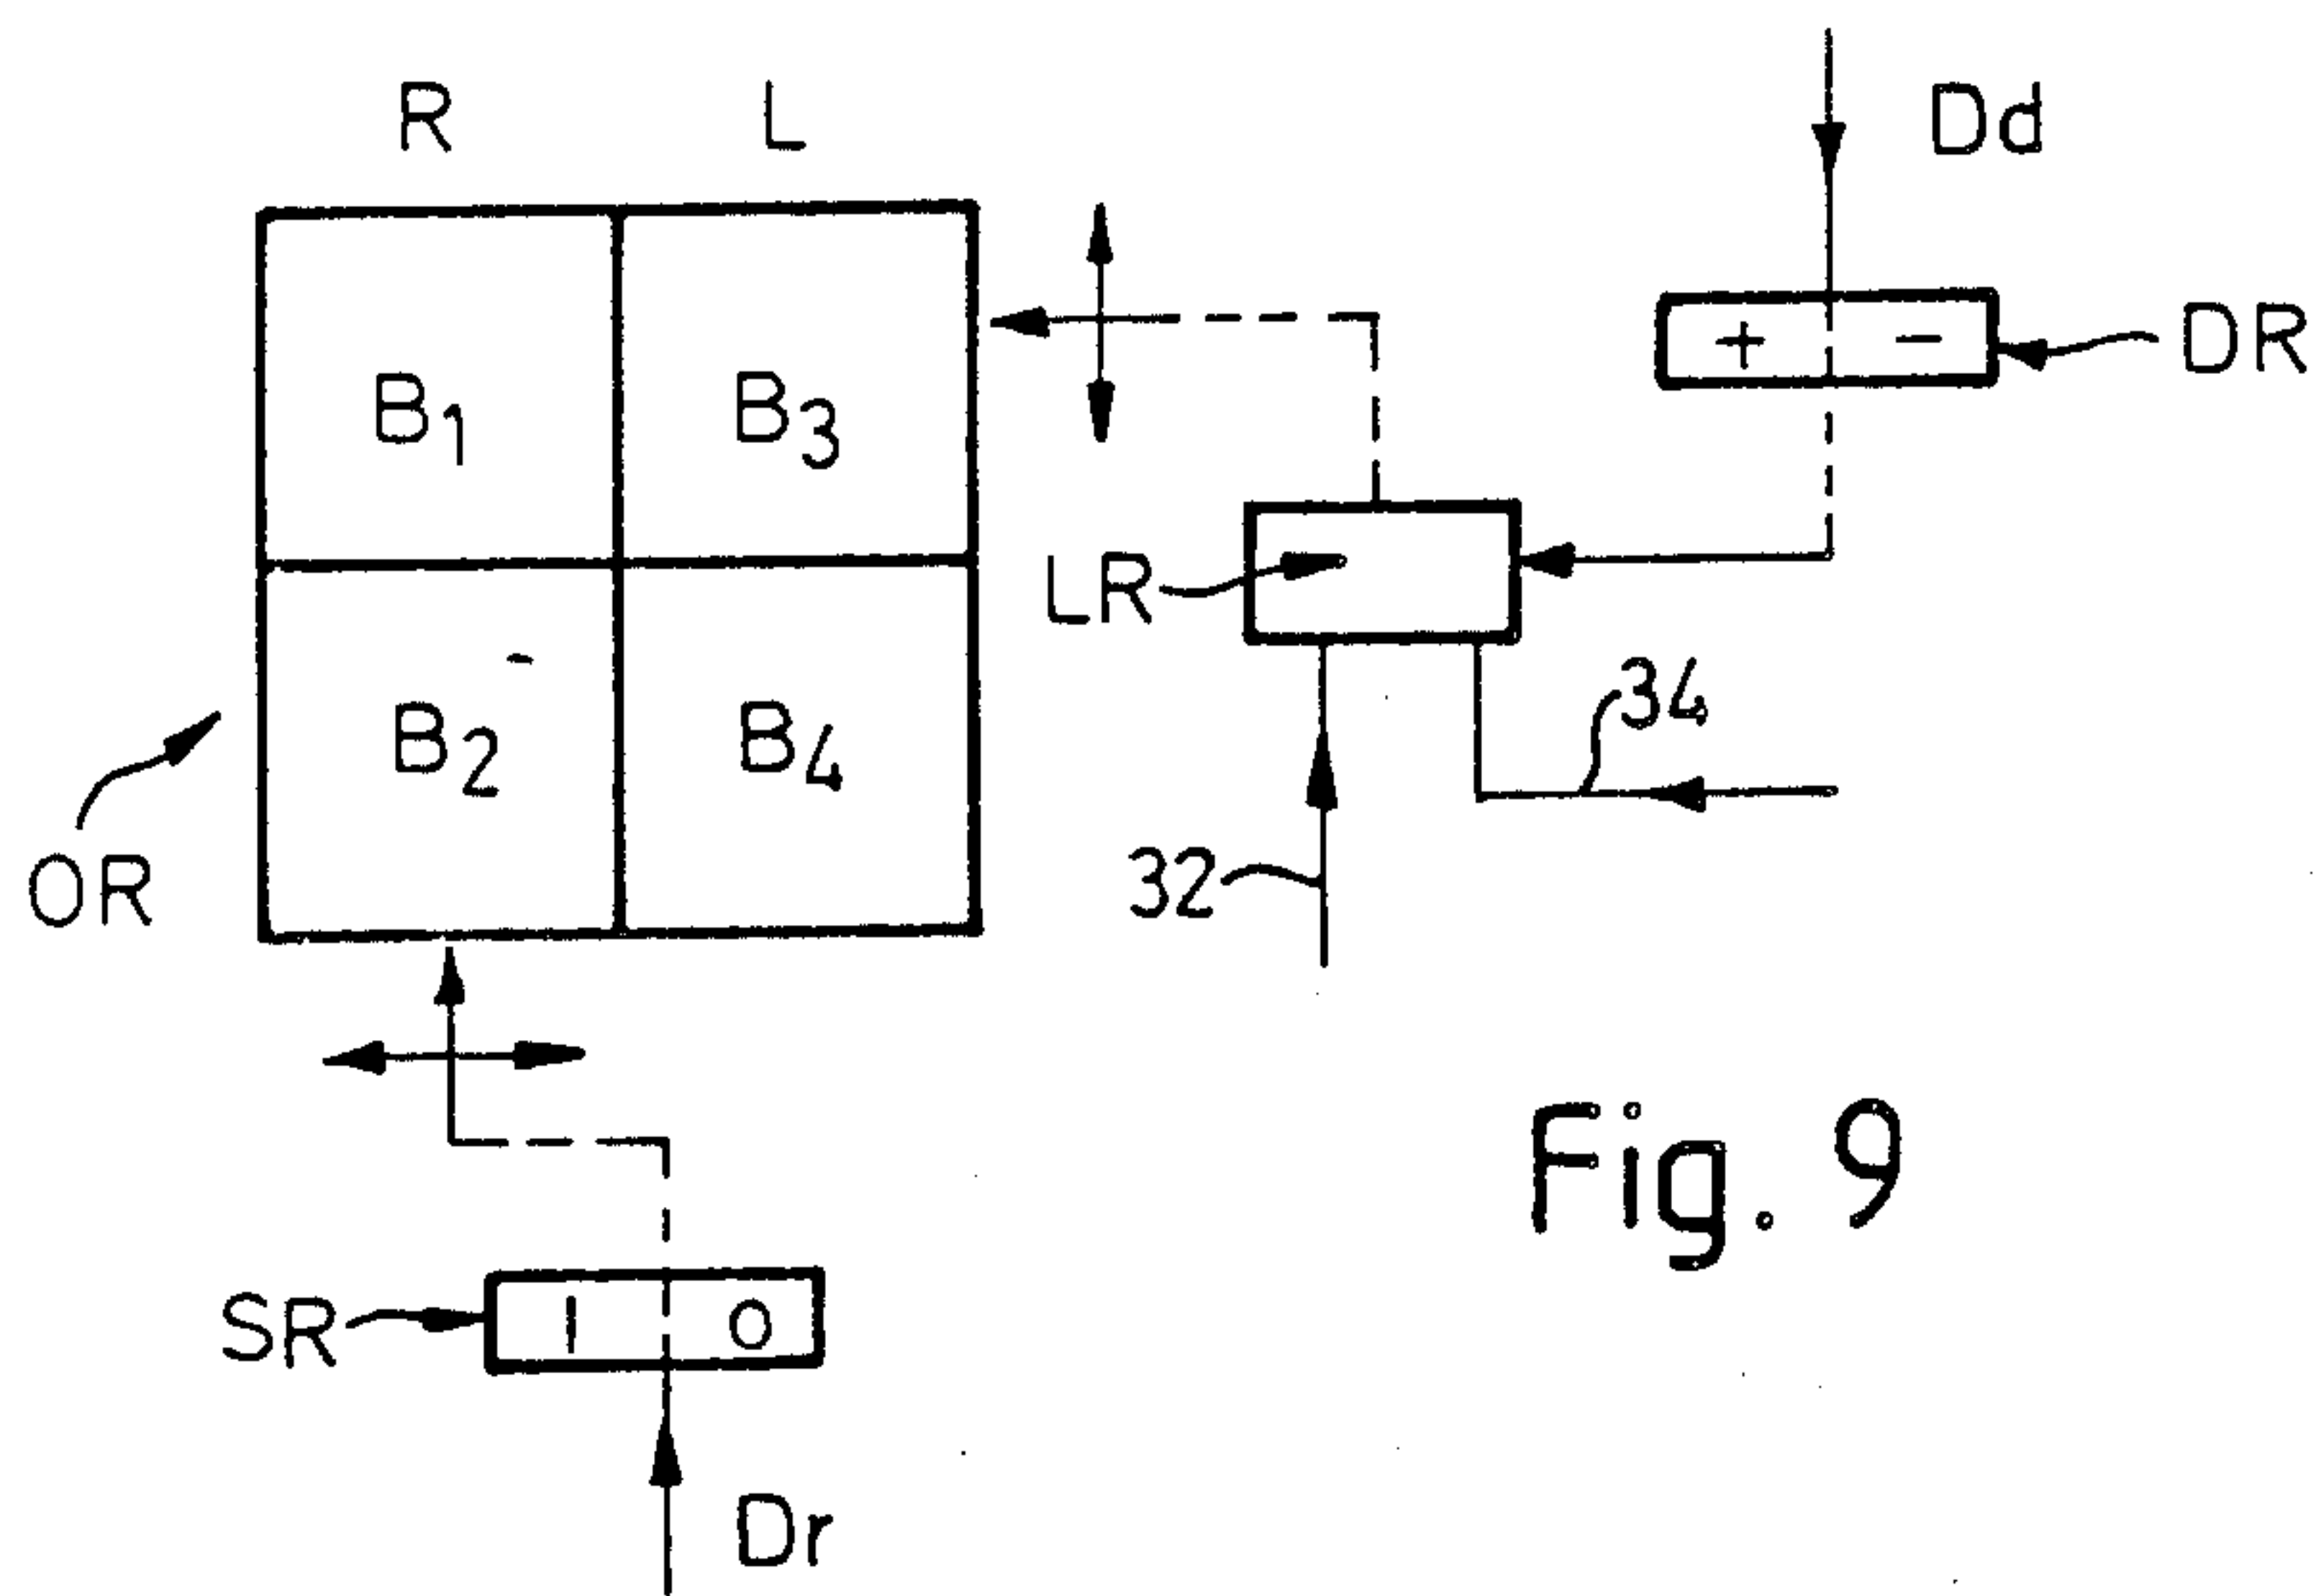 R L
Dd
+ -
DR
B1 B3
LR
34
B2 B4
OR
32
Fig. 9
SR
I O
Dr